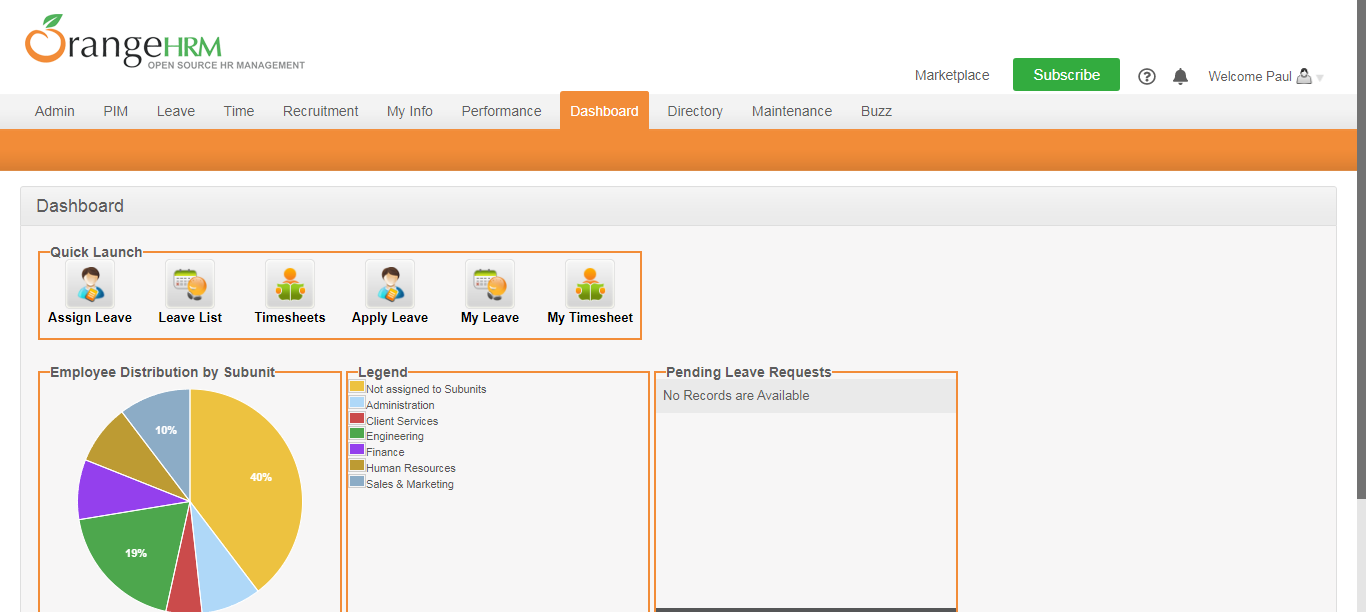 OrangeHRM
OPEN SOURCE HR MANAGEMENT
Marketplace Subscribe Welcome Paul
Admin PIM Leave Time Recruitment My Info Performance Dashboard Directory Maintenance Buzz
Dashboard
Quick Launch
Assign Leave Leave List Timesheets Apply Leave My Leave My Timesheet
Employee Distribution by Subunit
10%
40%
19%
Legend
Not assigned to Subunits
Administration
Client Services
Engineering
Finance
Human Resources
Sales & Marketing
Pending Leave Requests
No Records are Available